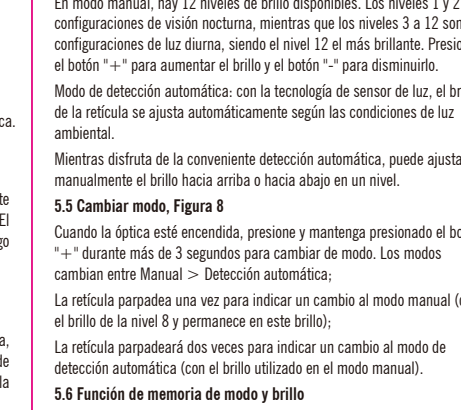 En modo manual, hay 12 niveles de brillo disponibles. Los niveles 1 y 2
configuraciones de visión nocturna, mientras que los niveles 3 a 12 son
configuraciones de luz diurna, siendo el nivel 12 el más brillante.
el botón "+" para aumentar el brillo y el botón "-" para disminuirlo.
Modo de detección automática: con la tecnología de sensor de luz, el
de la retícula se ajusta automáticamente según las condiciones de luz
ambiental.
Mientras disfruta de la conveniente detección automática, puede
manualmente el brillo hacia arriba o hacia abajo en un nivel.
5.5 Cambiar modo, Figura 8
Cuando la óptica esté encendida, presione y mantenga presionado el
"+" durante más de 3 segundos para cambiar de modo. Los modos
cambian entre Manual > Detección automática;
La retícula parpadea una vez para indicar un cambio al modo manual
el brillo de la nivel 8 y permanece en este brillo);
La retícula parpadeará dos veces para indicar un cambio al modo de
detección automática (con el brillo utilizado en el modo manual).
5.6 Función de memoria de modo y brillo